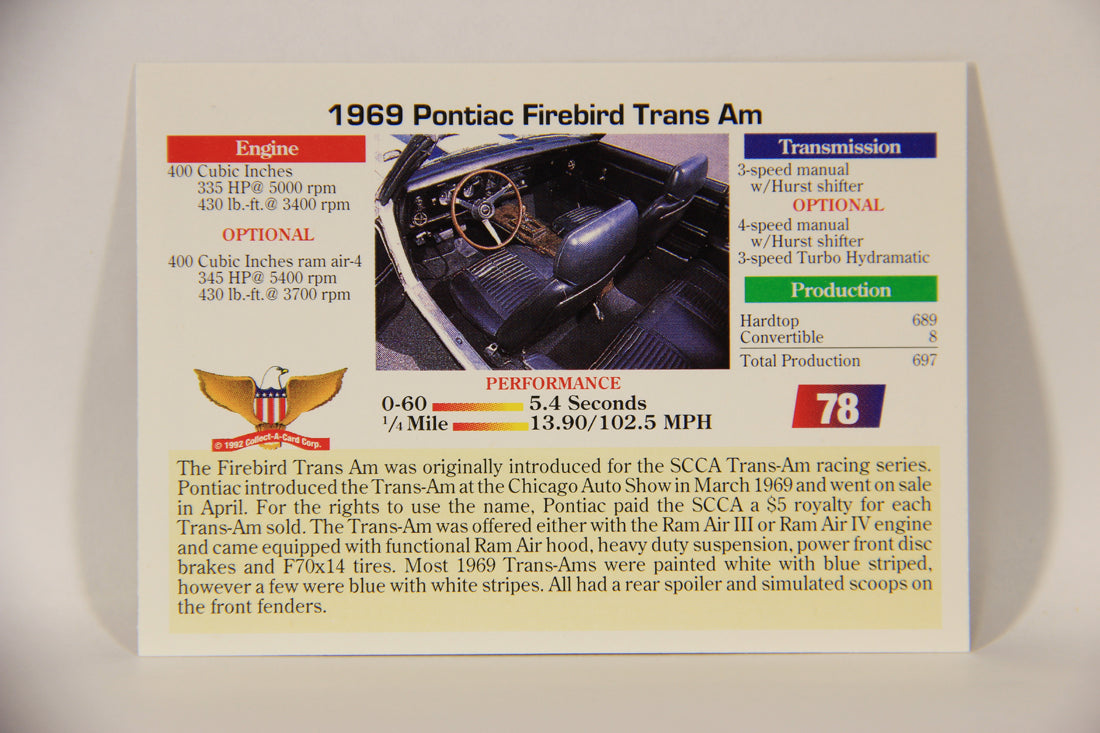 1969 Pontiac Firebird Trans Am
Engine
400 Cubic Inches
335 HP@ 5000 rpm
430 lb.-ft.@ 3400 rpm
OPTIONAL
400 Cubic Inches ram air-4
345 HP@ 5400 rpm
430 lb.-ft.@ 3700 rpm
© 1992 Collect-A-Card Corp.
PERFORMANCE
0-60 5.4 Seconds
1/4 Mile 13.90/102.5 MPH
Transmission
3-speed manual
w/Hurst shifter
OPTIONAL
4-speed manual
w/Hurst shifter
3-speed Turbo Hydramatic
Production
Hardtop 689
Convertible 8
Total Production 697
78
The Firebird Trans Am was originally introduced for the SCCA Trans-Am racing series.
Pontiac introduced the Trans-Am at the Chicago Auto Show in March 1969 and went on sale
in April. For the rights to use the name, Pontiac paid the SCCA a $5 royalty for each
Trans-Am sold. The Trans-Am was offered either with the Ram Air III or Ram Air IV engine
and came equipped with functional Ram Air hood, heavy duty suspension, power front disc
brakes and F70x14 tires. Most 1969 Trans-Ams were painted white with blue striped,
however a few were blue with white stripes. All had a rear spoiler and simulated scoops on
the front fenders.